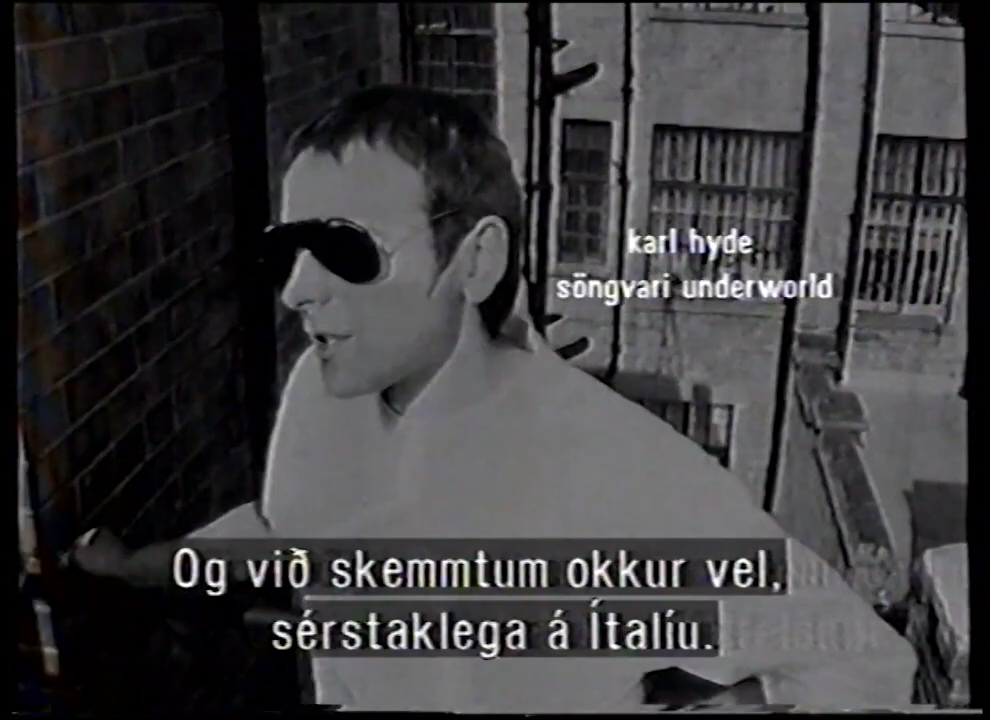 karl hyde
söngvari underworld
Og við skemmtum okkur vel,
sérstaklega á Ítalíu.